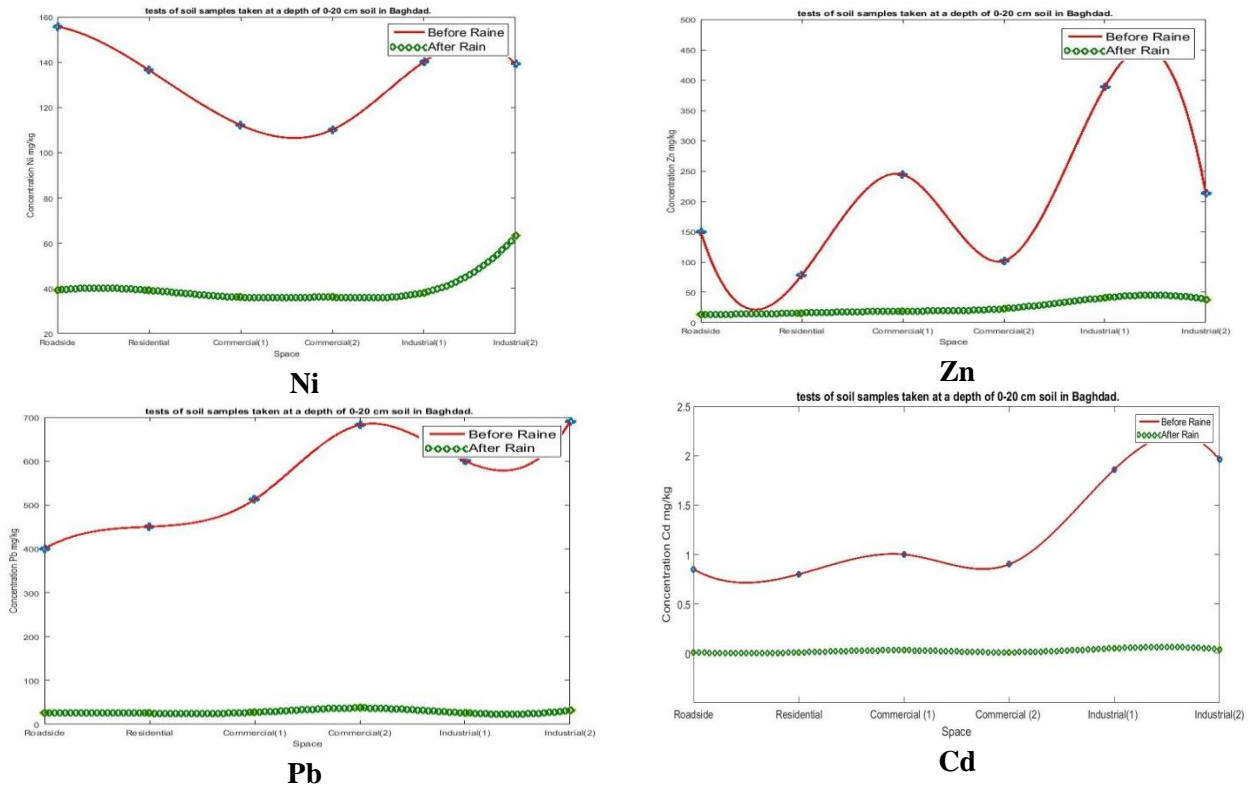 tests of soil samples taken at a depth of 0-20 cm soil in Baghdad.
Before Raine
After Rain
160
140
120
100
80
60
40
20
Concentration Ni mg/kg
Roadside Residential Commercial(1) Commercial(2) Industrial(1) Industrial(2)
Space
Ni
tests of soil samples taken at a depth of 0-20 cm soil in Baghdad.
Before Raine
After Rain
500
450
400
350
300
250
200
150
100
50
0
Concentration Zn mg/kg
Roadside Residential Commercial(1) Commercial(2) Industrial(1) Industrial(2)
Space
Zn
tests of soil samples taken at a depth of 0-20 cm soil in Baghdad.
Before Raine
After Rain
700
600
500
400
300
200
100
0
Concentration Pb mg/kg
Roadside Residential Commercial(1) Commercial(2) Industrial(1) Industrial(2)
Space
Pb
tests of soil samples taken at a depth of 0-20 cm soil in Baghdad.
Before Raine
After Rain
2.5
2
1.5
1
0.5
0
Concentration Cd mg/kg
Roadside Residential Commercial (1) Commercial (2) Industrial(1) Industrial(2)
Space
Cd